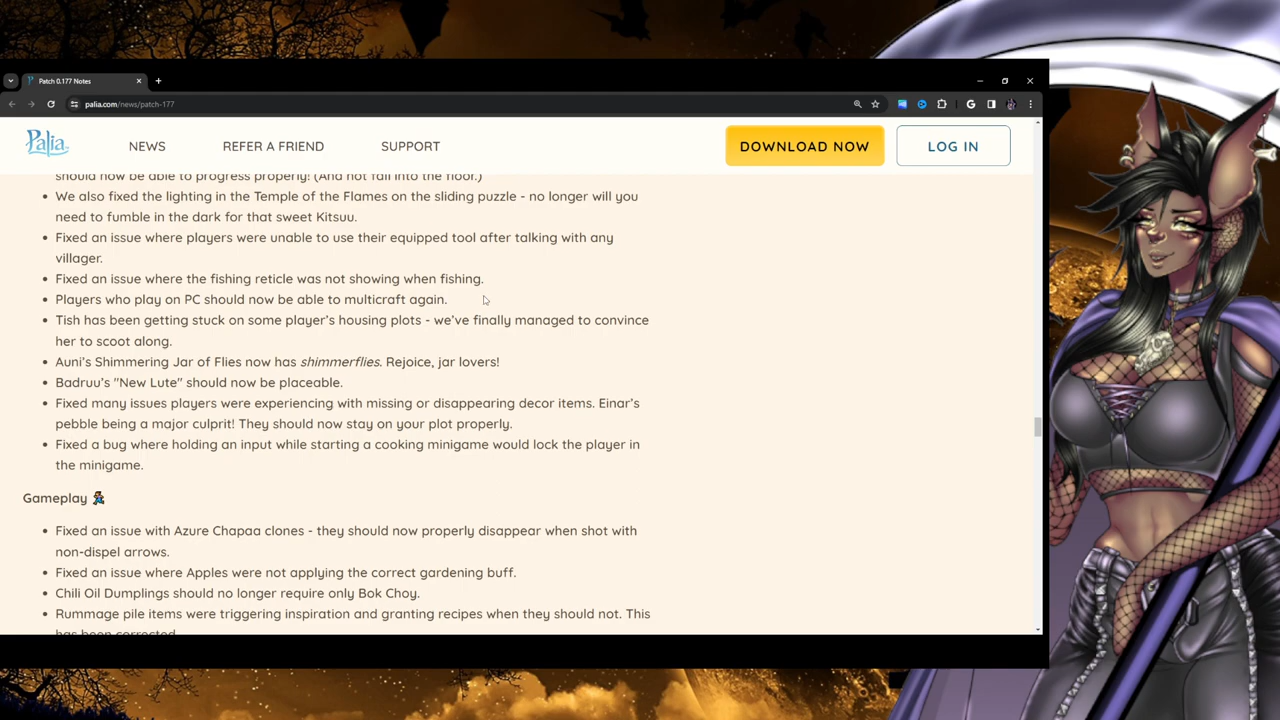 Patch 0.177 Notes
palia.com/news/patch-177
Palia
NEWS
REFER A FRIEND
SUPPORT
DOWNLOAD NOW
LOG IN
should now be able to progress properly! (And not fall into the floor.)
• We also fixed the lighting in the Temple of the Flames on the sliding puzzle - no longer will you
need to fumble in the dark for that sweet Kitsuu.
• Fixed an issue where players were unable to use their equipped tool after talking with any
villager.
• Fixed an issue where the fishing reticle was not showing when fishing.
• Players who play on PC should now be able to multicraft again.
• Tish has been getting stuck on some player's housing plots - we've finally managed to convince
her to scoot along.
• Auni's Shimmering Jar of Flies now has shimmerflies. Rejoice, jar lovers!
• Badruu's "New Lute" should now be placeable.
• Fixed many issues players were experiencing with missing or disappearing decor items. Einar's
pebble being a major culprit! They should now stay on your plot properly.
• Fixed a bug where holding an input while starting a cooking minigame would lock the player in
the minigame.
Gameplay
• Fixed an issue with Azure Chapaa clones - they should now properly disappear when shot with
non-dispel arrows.
• Fixed an issue where Apples were not applying the correct gardening buff.
• Chili Oil Dumplings should no longer require only Bok Choy.
• Rummage pile items were triggering inspiration and granting recipes when they should not. This
has been corrected.